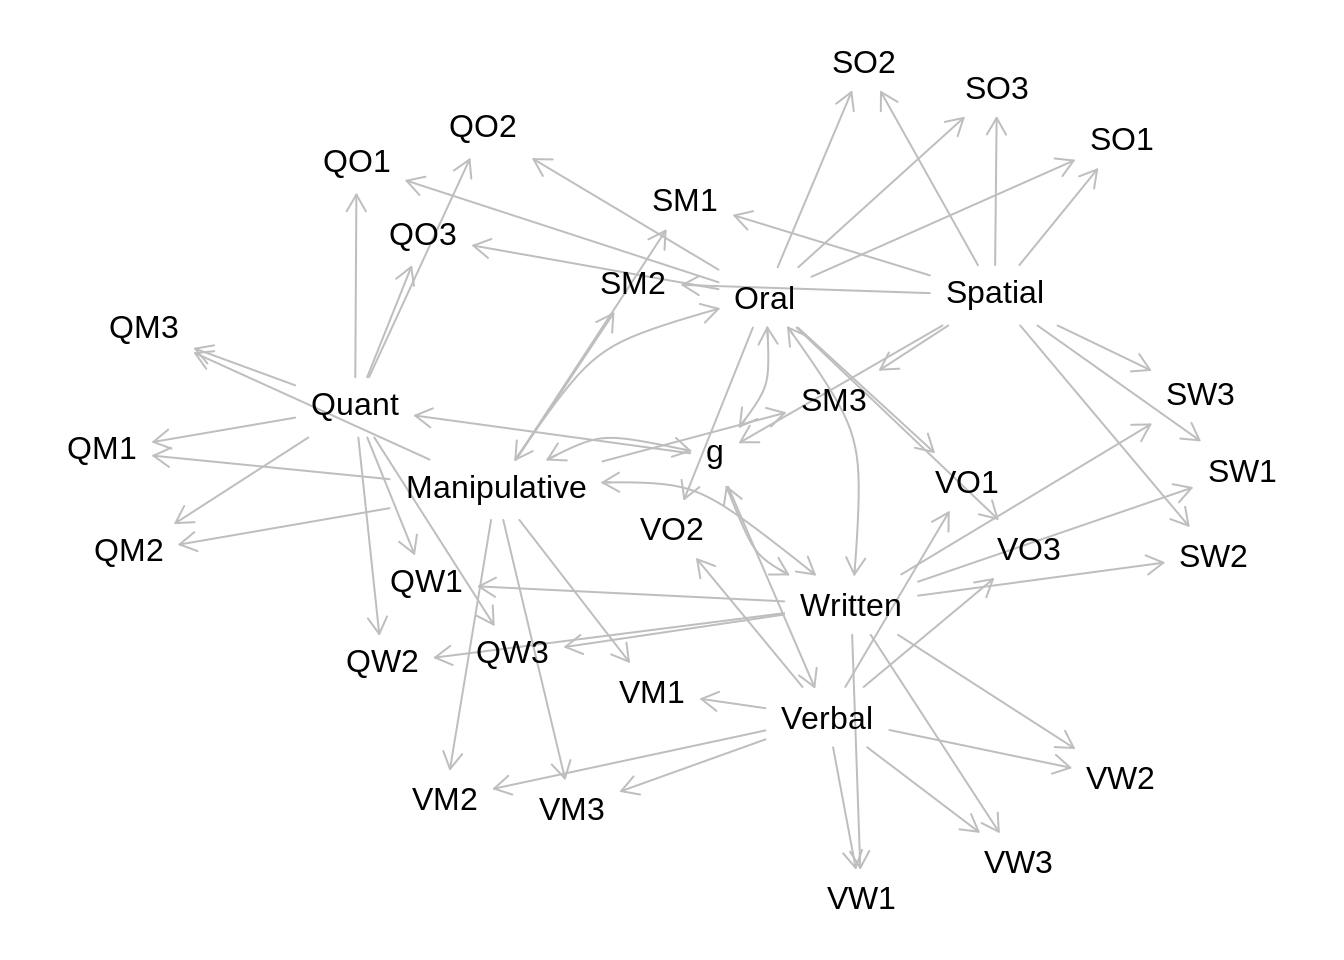 SO2
SO3
QO2
SO1
QO1
SM1
QO3
SM2
Spatial
Oral
QM3
SW3
SM3
Quant
QM1
g
SW1
VO1
Manipulative
VO2
VO3
QM2
SW2
QW1
Written
QW3
QW2
VM1
Verbal
VW2
VM2
VM3
VW3
VW1